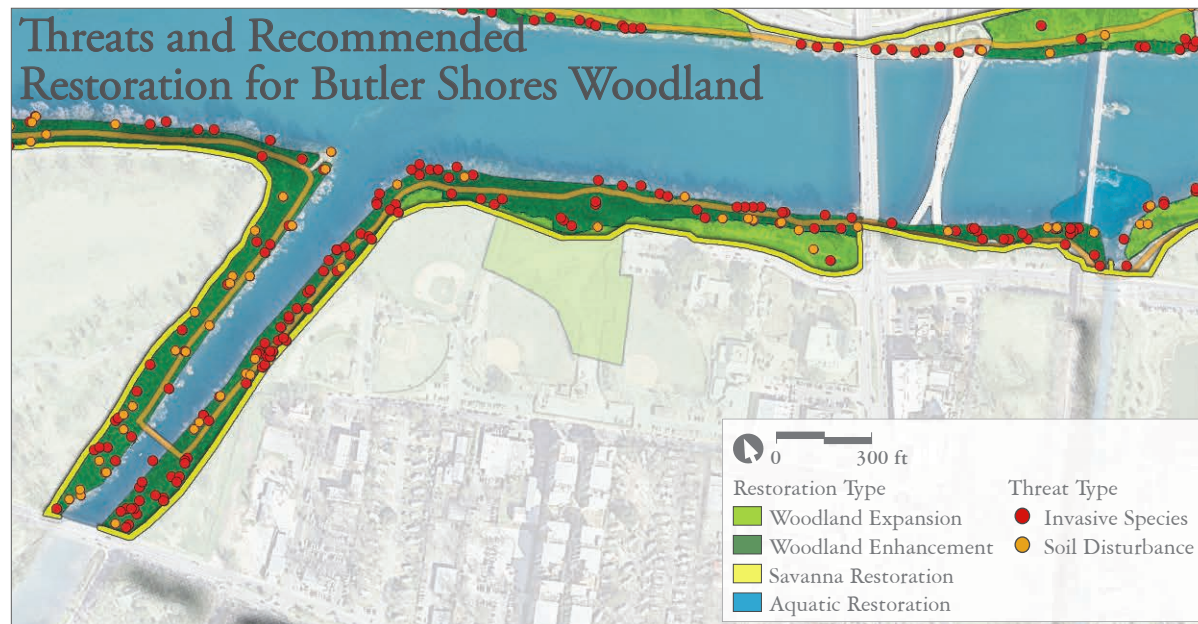 Threats and Recommended
Restoration for Butler Shores Woodland
0 300 ft
Restoration Type
Woodland Expansion
Woodland Enhancement
Savanna Restoration
Aquatic Restoration
Threat Type
Invasive Species
Soil Disturbance